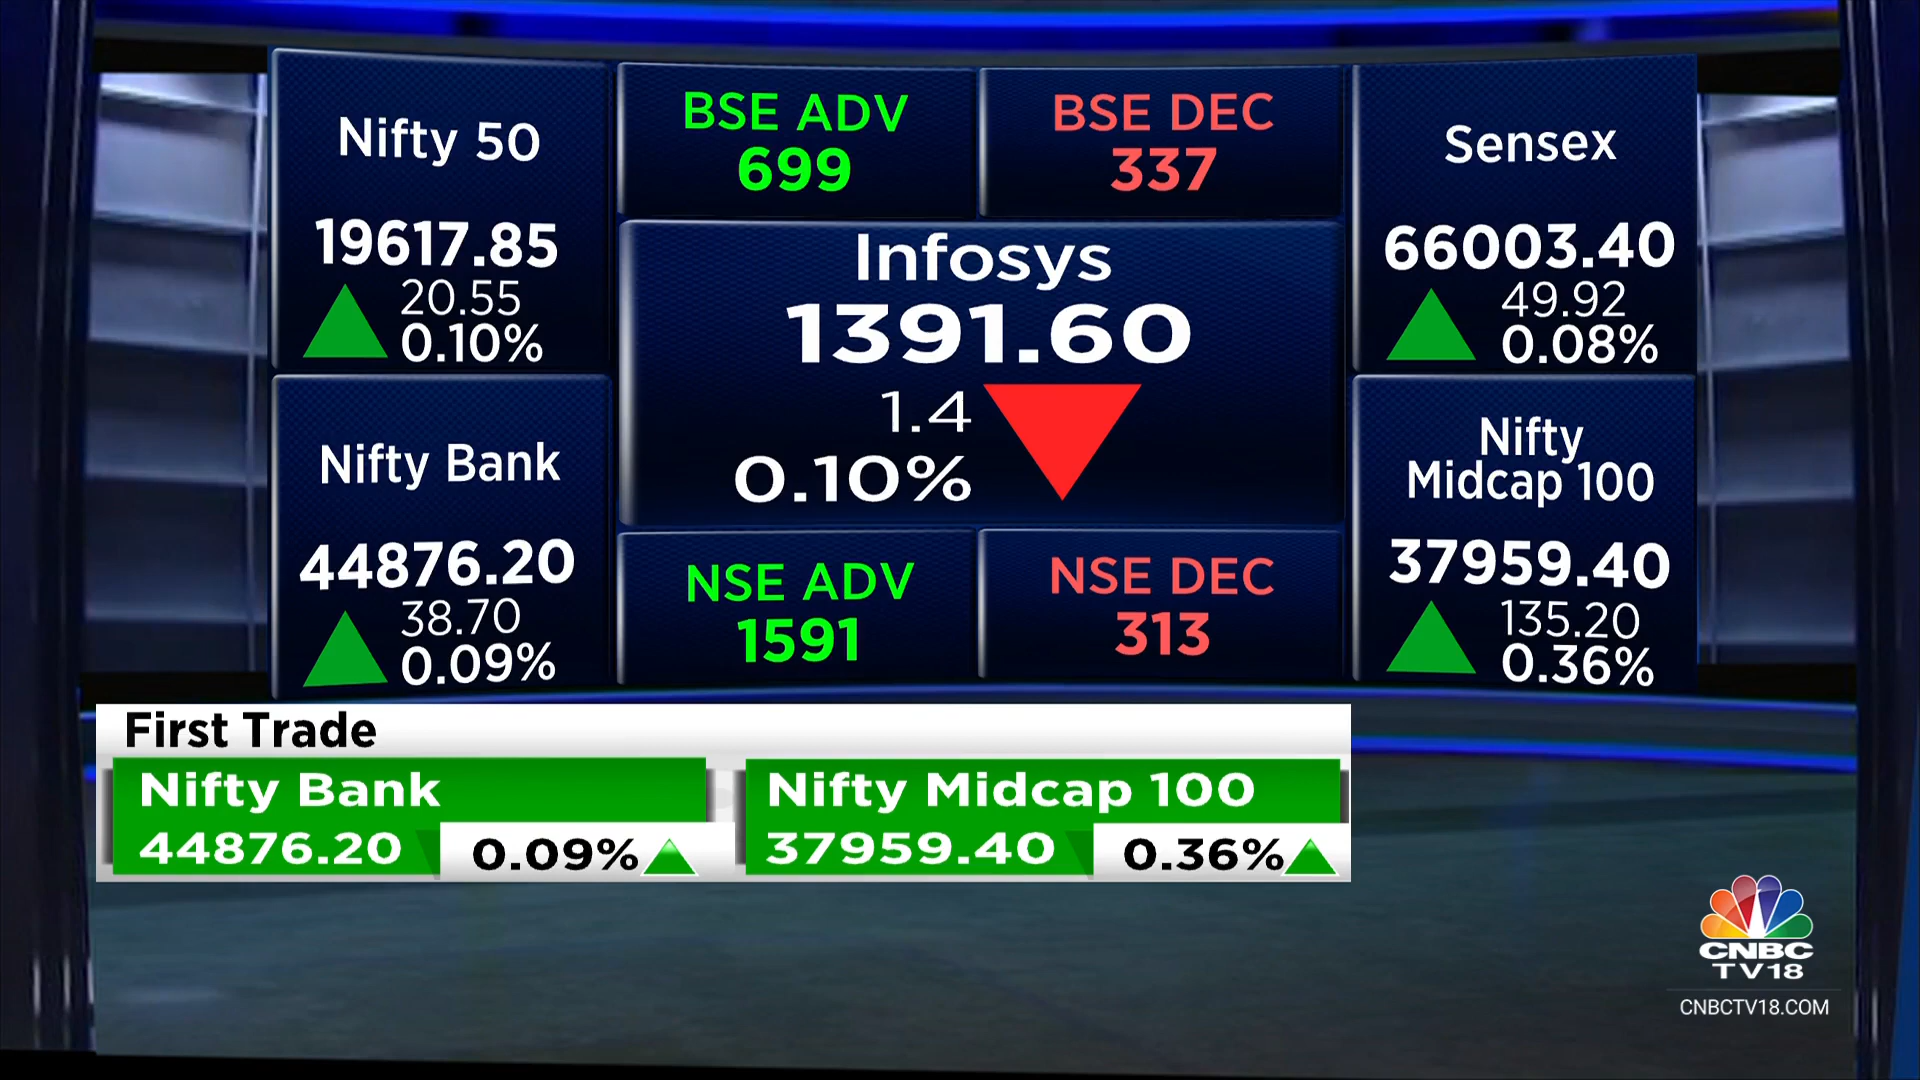 Nifty 50
19617.85
20.55
0.10%
BSE ADV
699
BSE DEC
337
Sensex
66003.40
49.92
0.08%
Infosys
1391.60
1.4
0.10%
Nifty Bank
44876.20
38.70
0.09%
NSE ADV
1591
NSE DEC
313
Nifty
Midcap 100
37959.40
135.20
0.36%
First Trade
Nifty Bank
44876.20 0.09%
Nifty Midcap 100
37959.40 0.36%
CNBC
TV18
CNBCTV18.COM